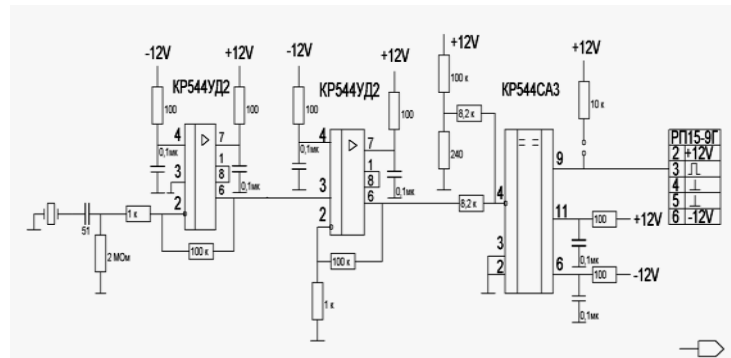 -12V
+12V
КР544УД2
100
100
4
7
1
8
6
3
2
0,1мк
0,1мк
51
1 к
2 МОм
100 к
-12V
+12V
КР544УД2
100
100
4
7
1
8
6
3
2
0,1мк
0,1мк
100 к
1 к
+12V
100 к
8,2 к
240
8,2 к
+12V
КР544СА3
10 к
4
3
2
9
11
6
100
+12V
0,1мк
100
-12V
0,1мк
РП15-9Г
2 +12V
3
4
5
6 -12V